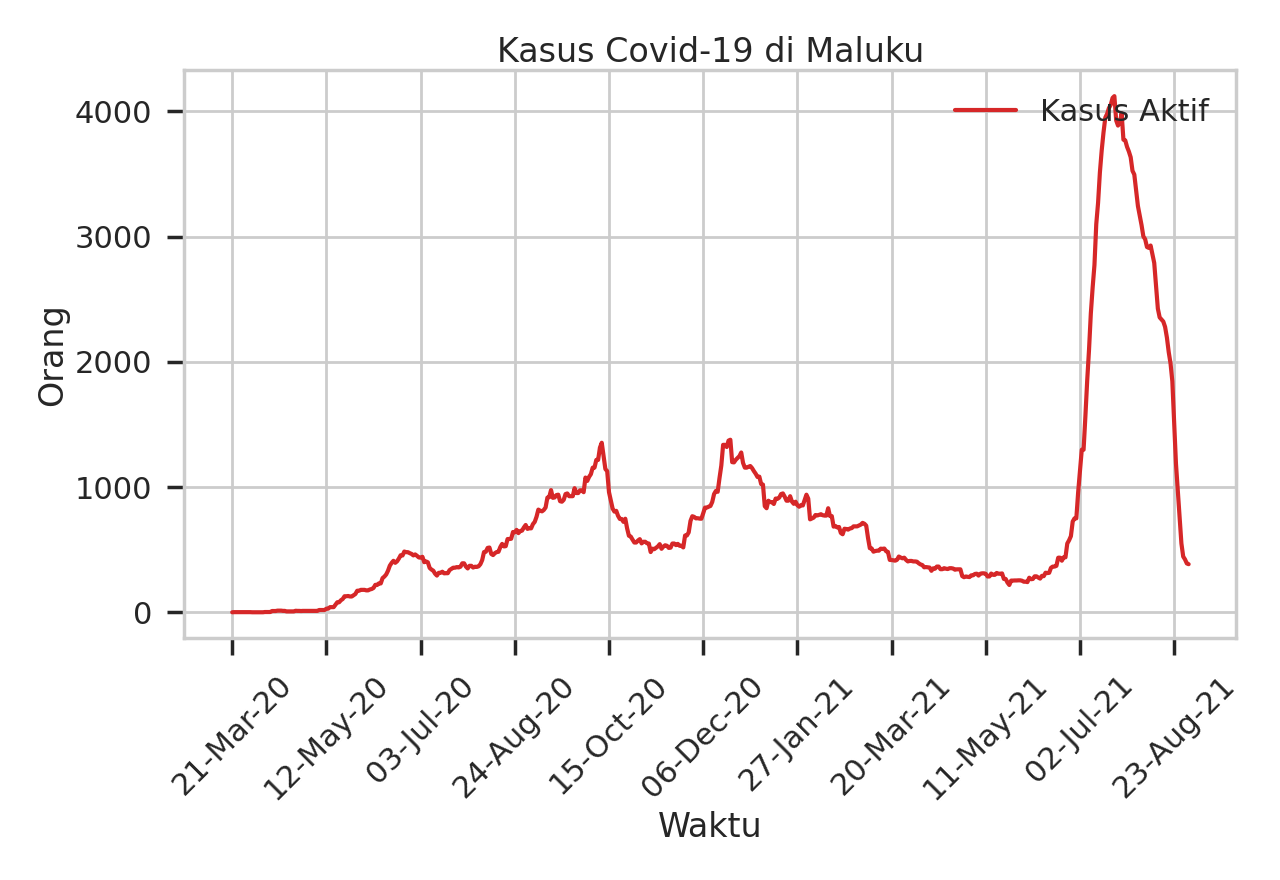 Kasus Covid-19 di Maluku
Kasus Aktif
Orang
4000
3000
2000
1000
0
21-Mar-20
12-May-20
03-Jul-20
24-Aug-20
15-Oct-20
06-Dec-20
27-Jan-21
20-Mar-21
11-May-21
02-Jul-21
23-Aug-21
Waktu